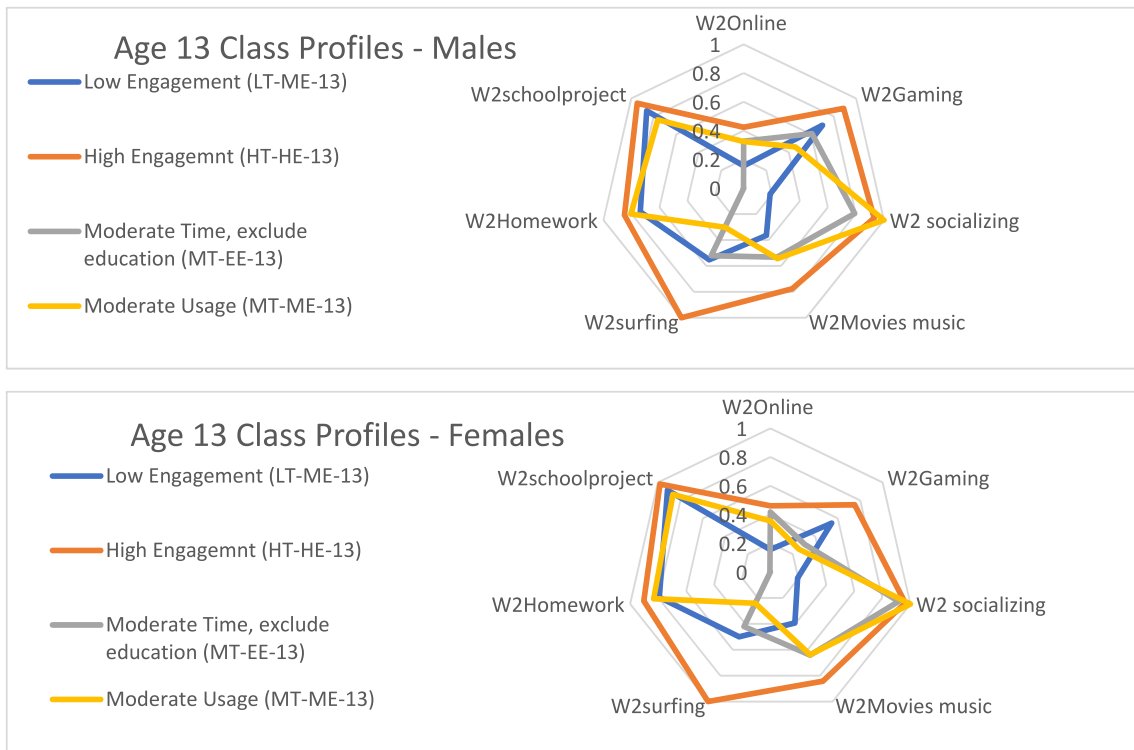 Age 13 Class Profiles - Males
Low Engagement (LT-ME-13)
High Engagemnt (HT-HE-13)
Moderate Time, exclude
education (MT-EE-13)
Moderate Usage (MT-ME-13)
W2Online
1
0.8
0.6
0.4
0.2
0
W2Gaming
W2 socializing
W2Movies music
W2surfing
W2Homework
W2schoolproject
Age 13 Class Profiles - Females
Low Engagement (LT-ME-13)
High Engagemnt (HT-HE-13)
Moderate Time, exclude
education (MT-EE-13)
Moderate Usage (MT-ME-13)
W2Online
1
0.8
0.6
0.4
0.2
0
W2Gaming
W2 socializing
W2Movies music
W2surfing
W2Homework
W2schoolproject